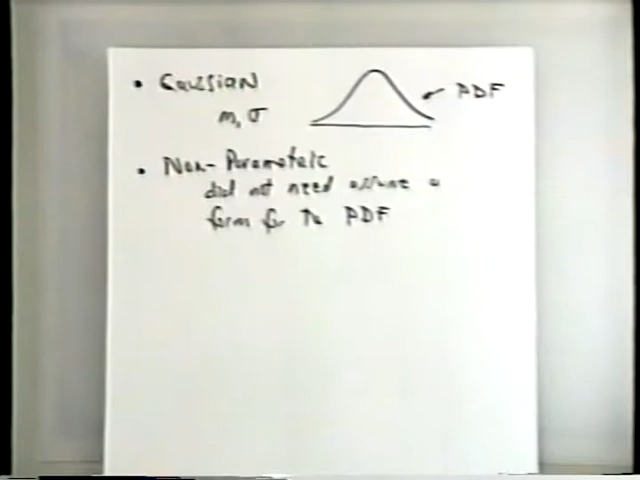 • Gaussian
PDF
m, σ
• Non-Parametric
did not need assume a
form for the PDF